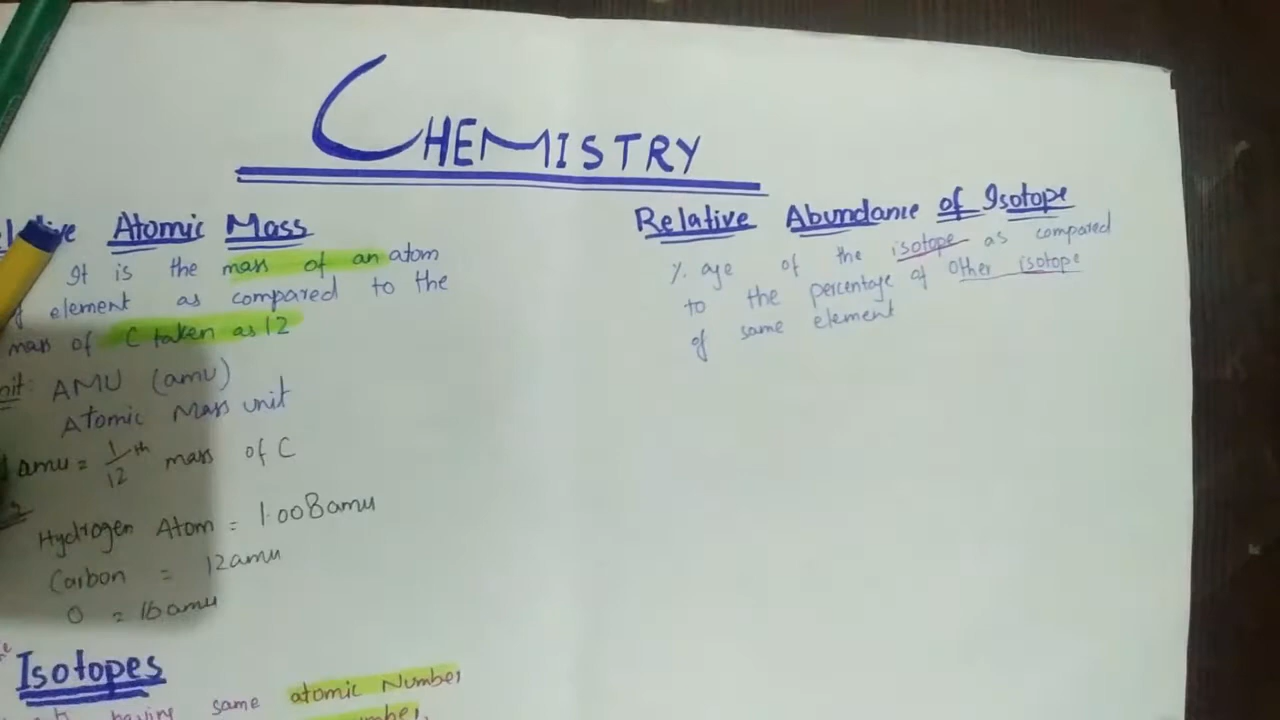 CHEMISTRY
Atomic Mass
It is the mass of an atom
element as compared to the
mass of C taken as 12
AMU (amu)
Atomic Mass unit
amu = 1/12th mass of C
Hydrogen Atom = 1.008amu
Carbon = 12amu
O = 16amu
Isotopes
having same atomic Number
Relative Abundance of Isotope
%. age of the isotope as compared
to the percentage of other isotope
of same element